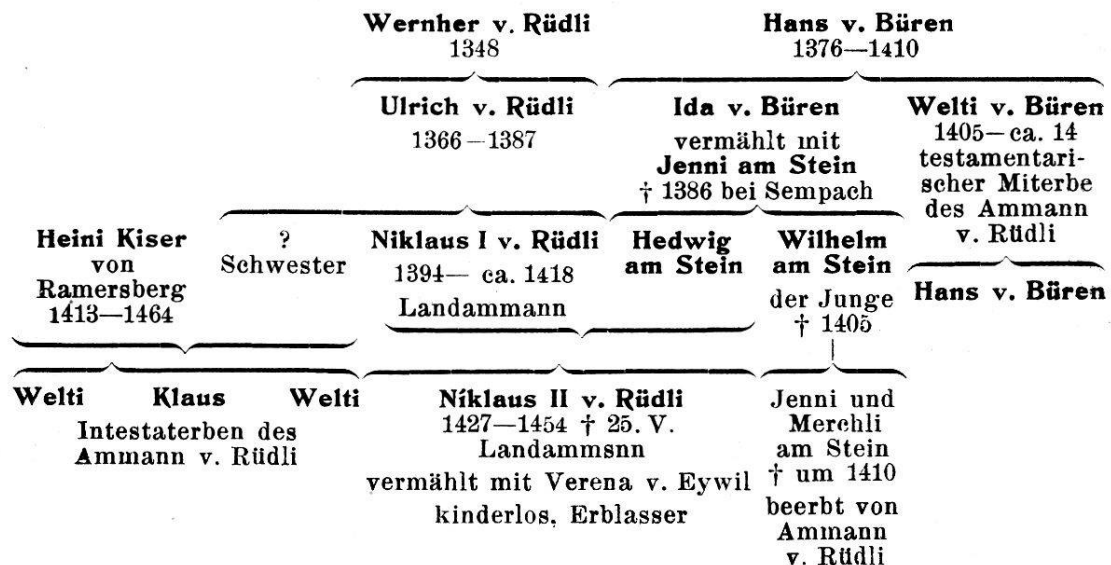 Wernher v. Rüdli
1348
Hans v. Büren
1376—1410
Ulrich v. Rüdli
1366–1387
Ida v. Büren
vermählt mit
Jenni am Stein
† 1386 bei Sempach
Welti v. Büren
1405— ca. 14
testamentari-
scher Miterbe
des Ammann
v. Rüdli
Heini Kiser
von
Ramersberg
1413—1464
?
Schwester
Niklaus I v. Rüdli
1394— ca. 1418
Landammann
Hedwig
am Stein
Wilhelm
am Stein
der Junge
† 1405
Hans v. Büren
Welti Klaus Welti
Intestaterben des
Ammann v. Rüdli
Niklaus II v. Rüdli
1427—1454 † 25. V.
Landammsnn
vermählt mit Verena v. Eywil
kinderlos, Erblasser
Jenni und
Merchli
am Stein
† um 1410
beerbt von
Ammann
v. Rüdli